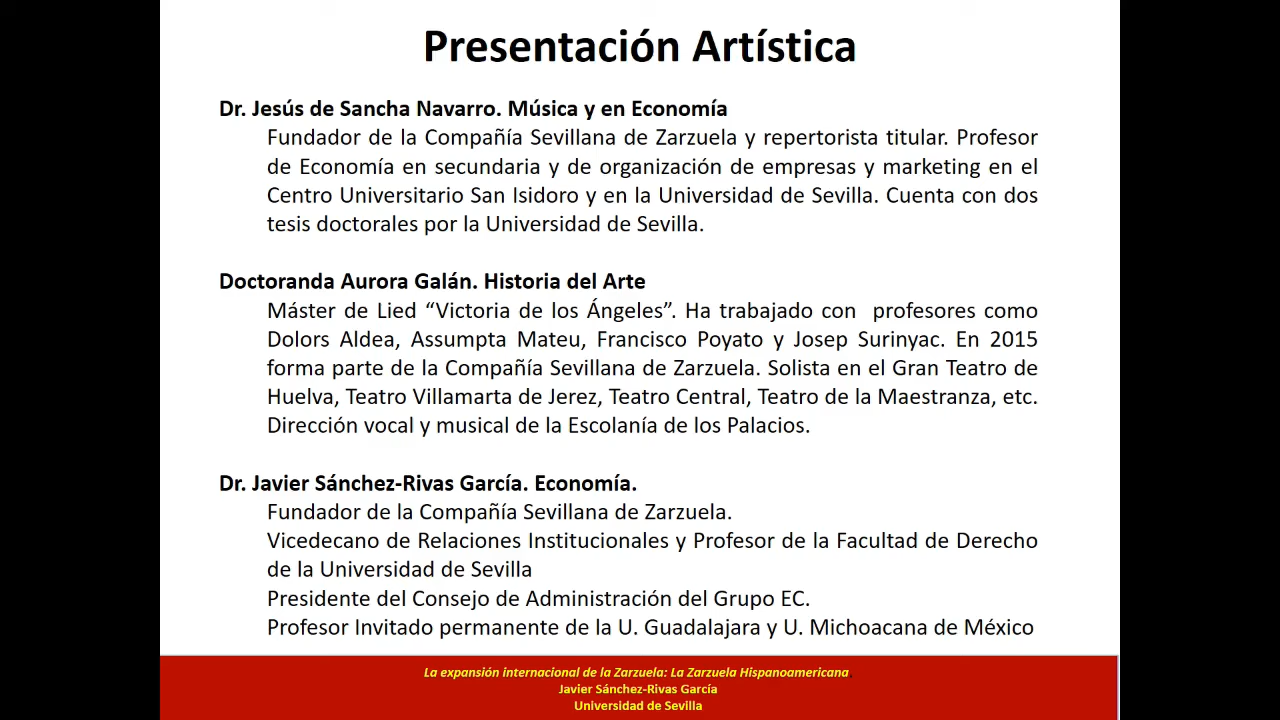 Presentación Artística
Dr. Jesús de Sancha Navarro. Música y en Economía
Fundador de la Compañía Sevillana de Zarzuela y repertorista titular. Profesor
de Economía en secundaria y de organización de empresas y marketing en el
Centro Universitario San Isidoro y en la Universidad de Sevilla. Cuenta con dos
tesis doctorales por la Universidad de Sevilla.
Doctoranda Aurora Galán. Historia del Arte
Máster de Lied “Victoria de los Ángeles”. Ha trabajado con profesores como
Dolors Aldea, Assumpta Mateu, Francisco Poyato y Josep Surinyac. En 2015
forma parte de la Compañía Sevillana de Zarzuela. Solista en el Gran Teatro de
Huelva, Teatro Villamarta de Jerez, Teatro Central, Teatro de la Maestranza, etc.
Dirección vocal y musical de la Escolanía de los Palacios.
Dr. Javier Sánchez-Rivas García. Economía.
Fundador de la Compañía Sevillana de Zarzuela.
Vicedecano de Relaciones Institucionales y Profesor de la Facultad de Derecho
de la Universidad de Sevilla
Presidente del Consejo de Administración del Grupo EC.
Profesor Invitado permanente de la U. Guadalajara y U. Michoacana de México
La expansión internacional de la Zarzuela: La Zarzuela Hispanoamericana
Javier Sánchez-Rivas García
Universidad de Sevilla